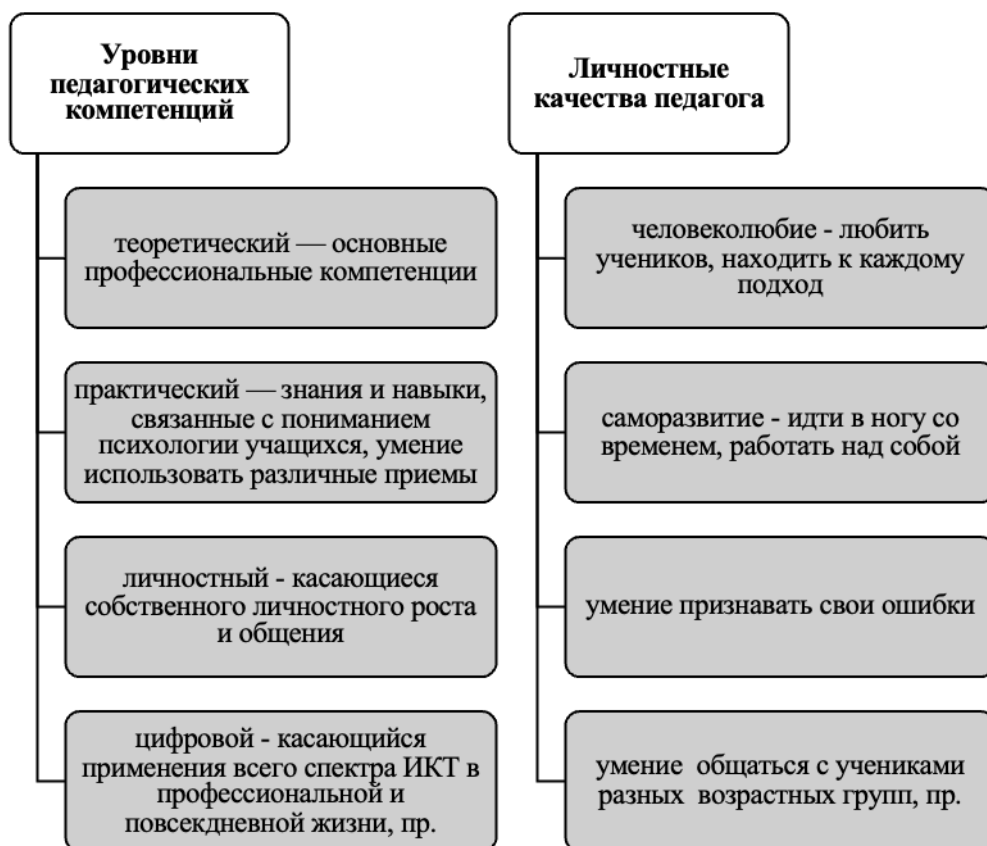 Уровни
педагогических
компетенций
теоретический — основные
профессиональные компетенции
практический — знания и навыки,
связанные с пониманием
психологии учащихся, умение
использовать различные приемы
личностный - касающиеся
собственного личностного роста
и общения
цифровой - касающийся
применения всего спектра ИКТ в
профессиональной и
повсекдневной жизни, пр.
Личностные
качества педагога
человеколюбие - любить
учеников, находить к каждому
подход
саморазвитие - идти в ногу со
временем, работать над собой
умение признавать свои ошибки
умение общаться с учениками
разных возрастных групп, пр.